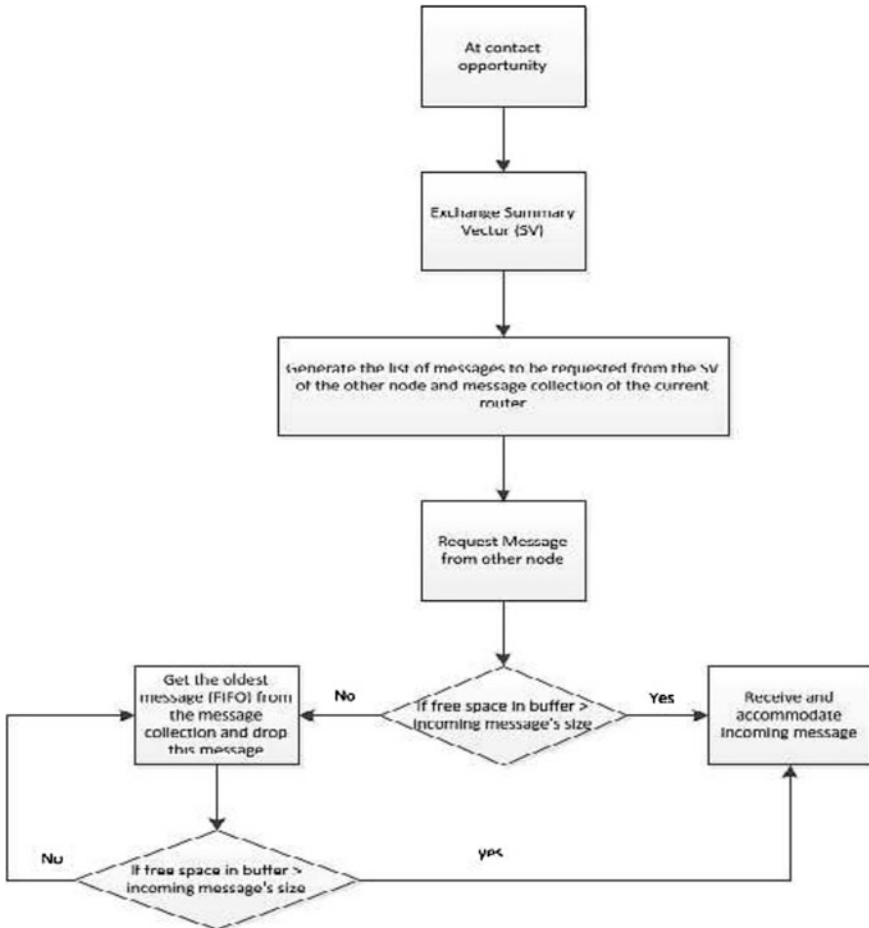 At contact
opportunity
Exchange Summary
Vector (SV)
Generate the list of messages to be requested from the SV
of the other node and message collection of the current
router
Request Message
from other node
If free space in buffer >
incoming message's size
No
Yes
Get the oldest
message (FIFO) from
the message
collection and drop
this message
Receive and
accommodate
incoming message
If free space in buffer >
incoming message's size
No
yes